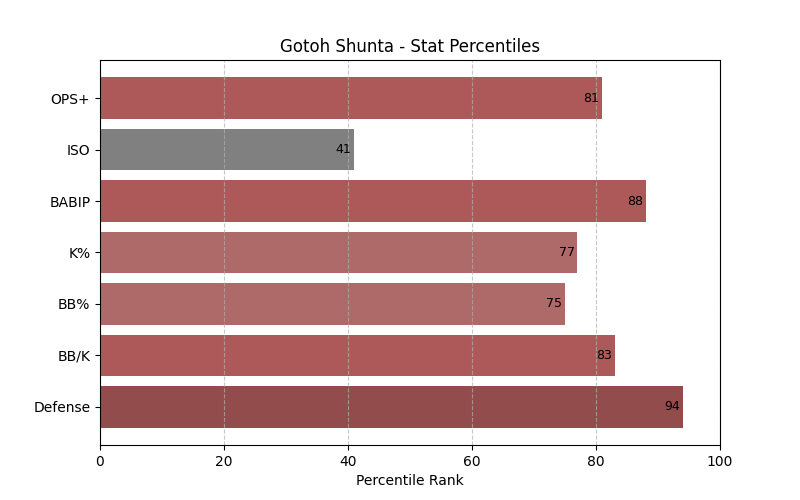 Gotoh Shunta - Stat Percentiles
OPS+ 81
ISO 41
BABIP 88
K% 77
BB% 75
BB/K 83
Defense 94
0 20 40 60 80 100
Percentile Rank